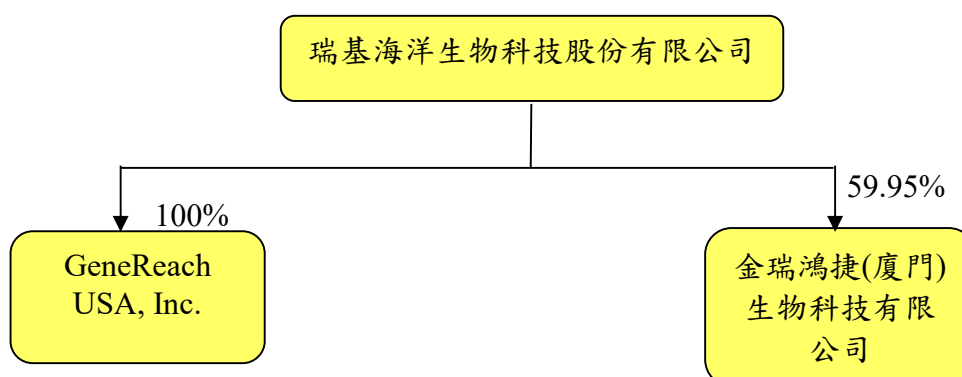 瑞基海洋生物科技股份有限公司
100%
59.95%
GeneReach
USA, Inc.
金瑞鴻捷(廈門)
生物科技有限
公司